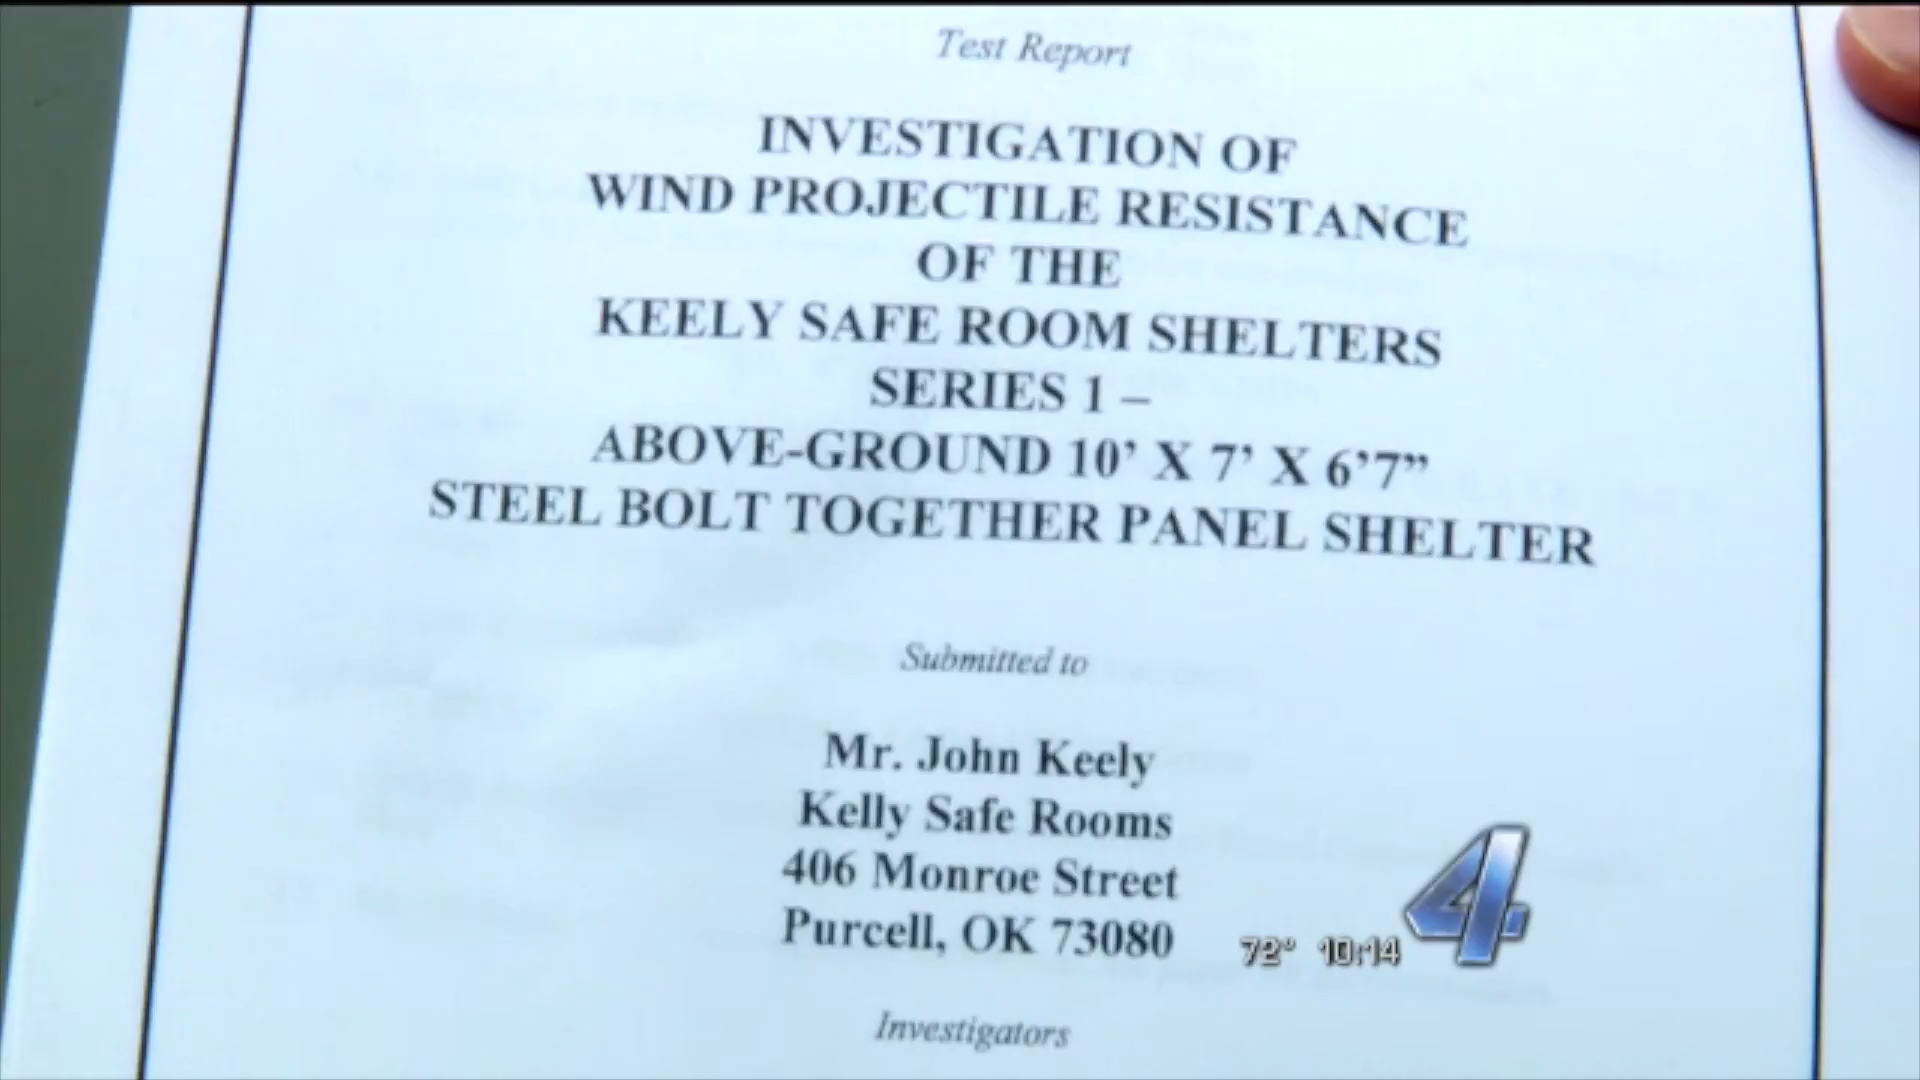 Test Report
INVESTIGATION OF
WIND PROJECTILE RESISTANCE
OF THE
KEELY SAFE ROOM SHELTERS
SERIES 1 –
ABOVE-GROUND 10’ X 7’ X 6’7”
STEEL BOLT TOGETHER PANEL SHELTER
Submitted to
Mr. John Keely
Kelly Safe Rooms
406 Monroe Street
Purcell, OK 73080
72° 10:14 4
Investigators